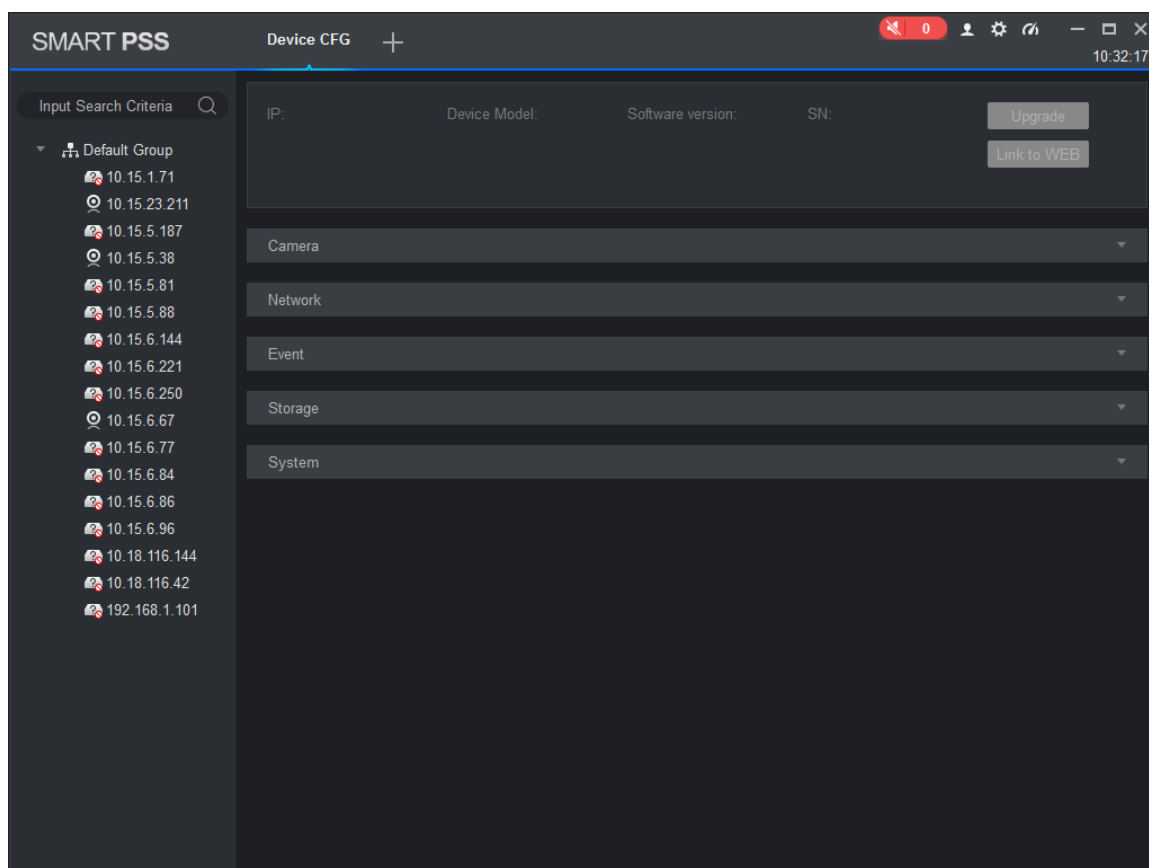 SMART PSS
Device CFG
0
10:32:17
Input Search Criteria
Default Group
10.15.1.71
10.15.23.211
10.15.5.187
10.15.5.38
10.15.5.81
10.15.5.88
10.15.6.144
10.15.6.221
10.15.6.250
10.15.6.67
10.15.6.77
10.15.6.84
10.15.6.86
10.15.6.96
10.18.116.144
10.18.116.42
192.168.1.101
IP: Device Model: Software version: SN:
Upgrade
Link to WEB
Camera
Network
Event
Storage
System